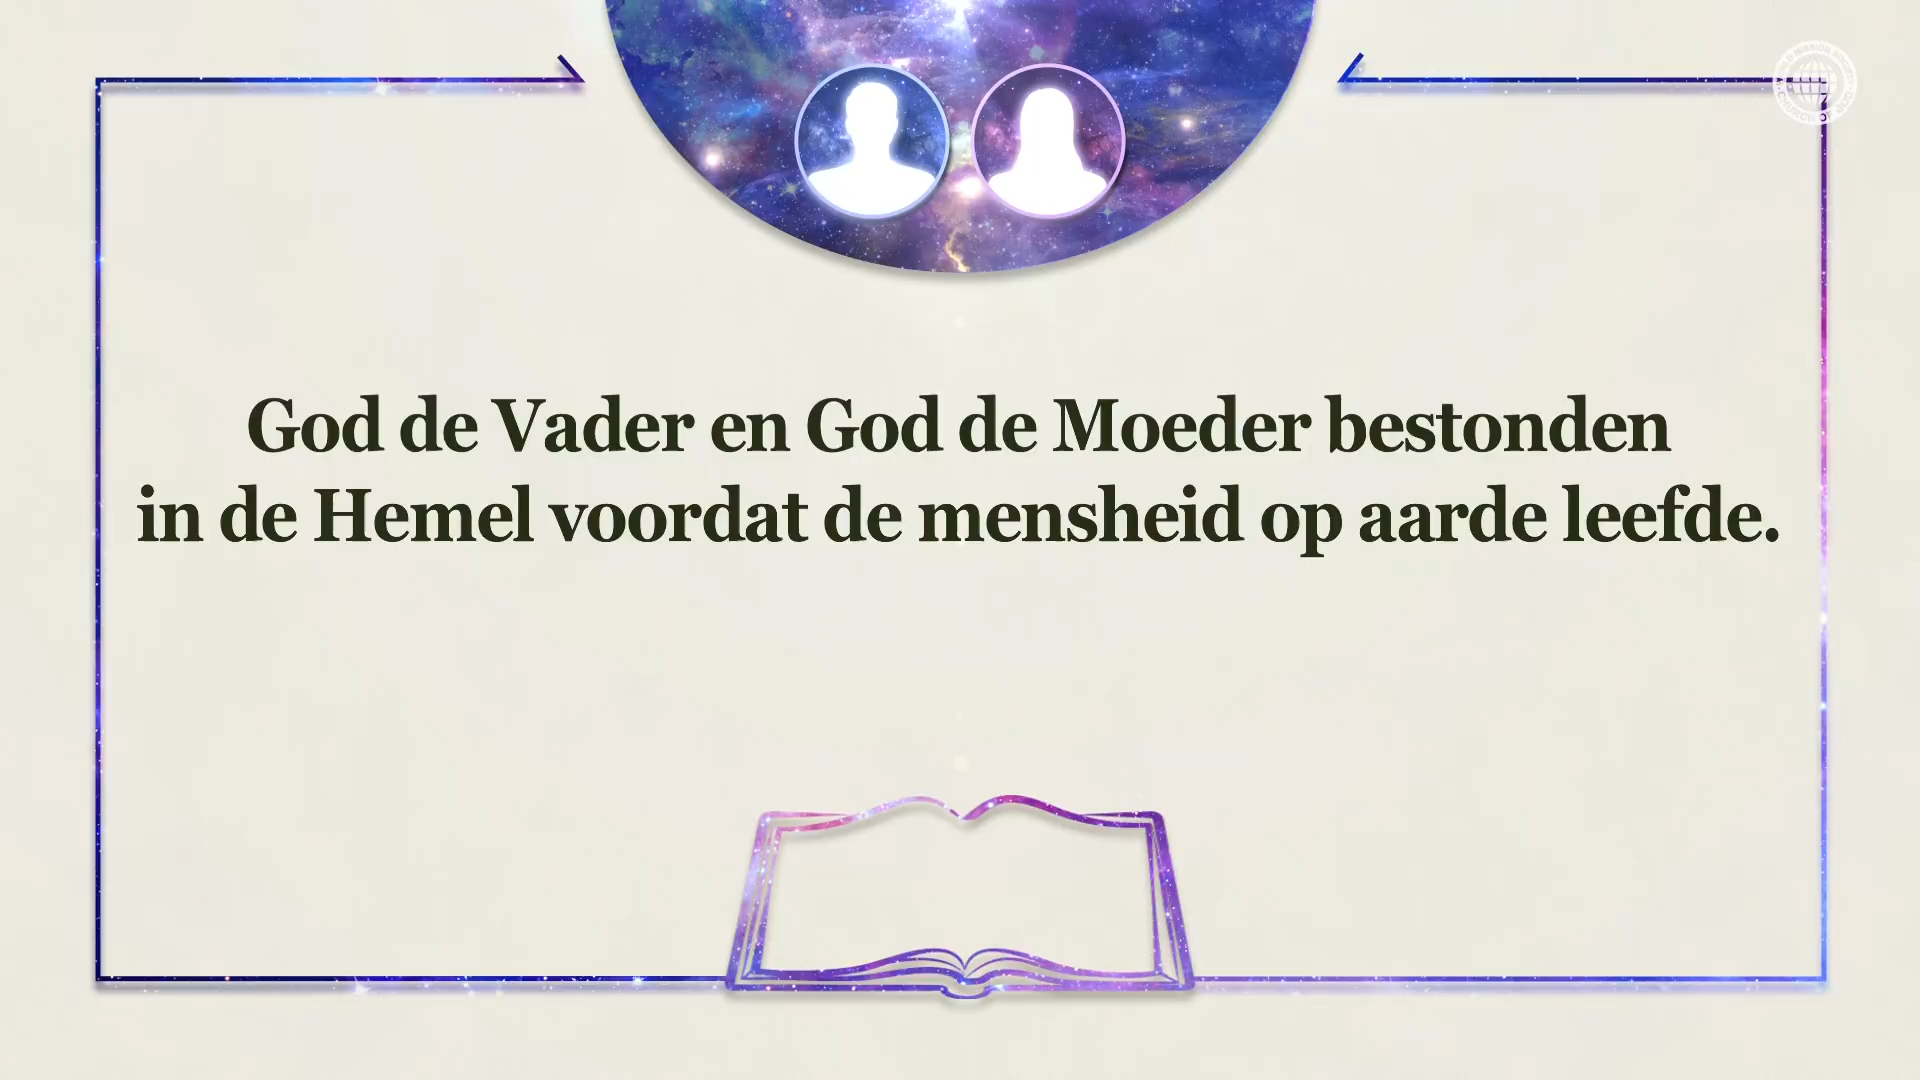 God de Vader en God de Moeder bestonden
in de Hemel voordat de mensheid op aarde leefde.